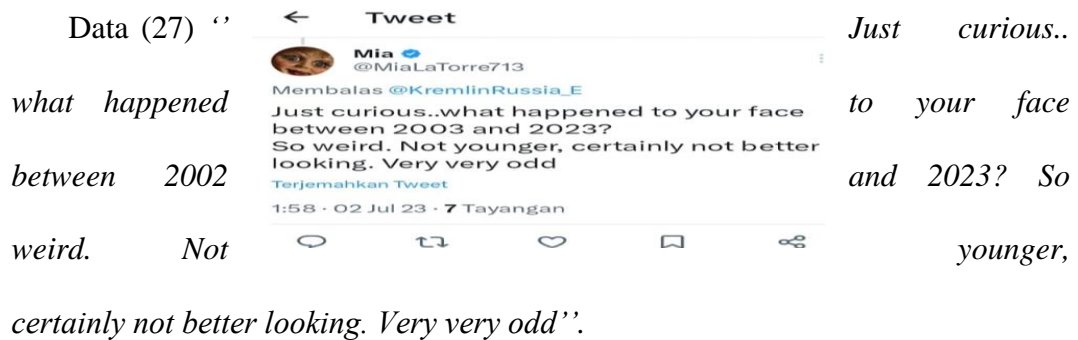 Data (27) ‘’ Just curious..
what happened to your face
between 2002 and 2023? So
weird. Not younger,
certainly not better looking. Very very odd’’.
← Tweet
Mia
@MiaLaTorre713
Membalas @KremlinRussia_E
Just curious..what happened to your face
between 2003 and 2023?
So weird. Not younger, certainly not better
looking. Very very odd
Terjemahkan Tweet
1:58 · 02 Jul 23 · 7 Tayangan